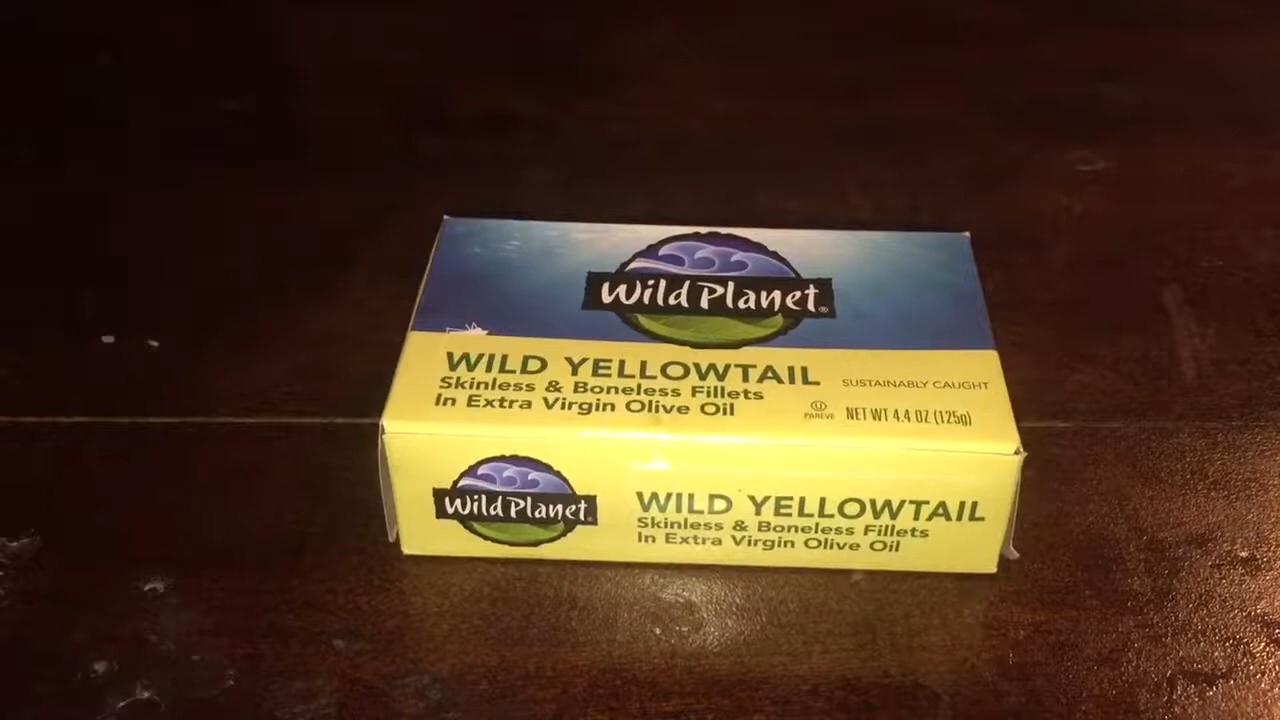 Wild Planet®
WILD YELLOWTAIL
Skinless & Boneless Fillets
In Extra Virgin Olive Oil
SUSTAINABLY CAUGHT
U
PAREVE
NET WT 4.4 OZ (125g)
Wild Planet®
WILD YELLOWTAIL
Skinless & Boneless Fillets
In Extra Virgin Olive Oil